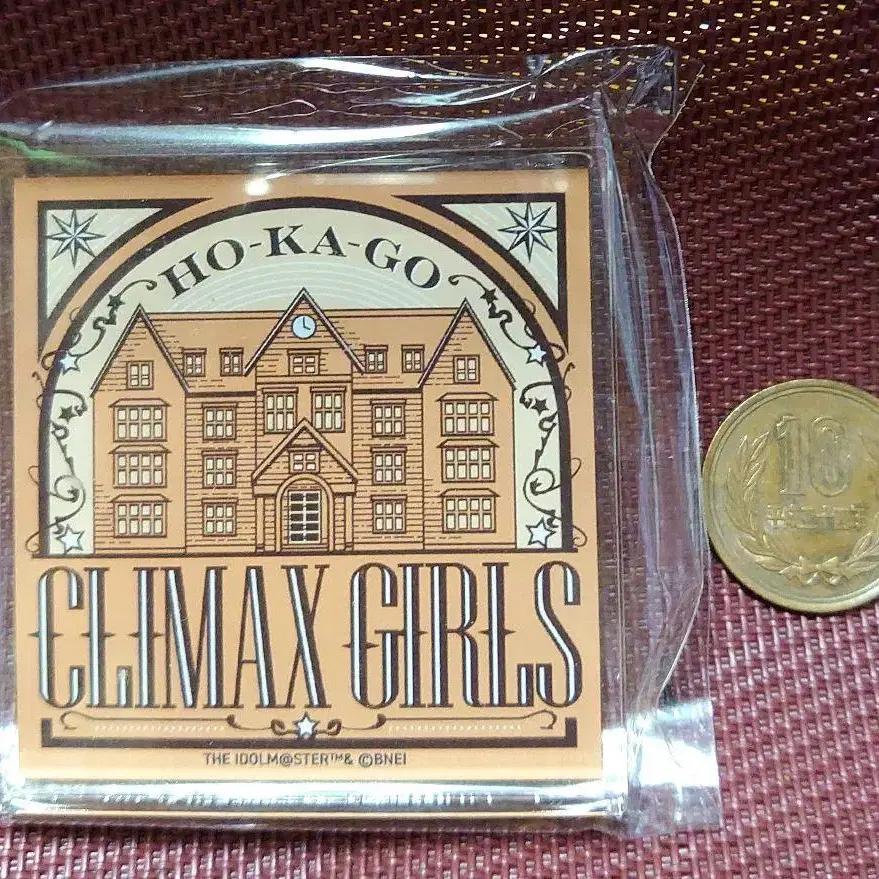 HO-KA-GO
CLIMAX GIRLS
THE IDOLM@STER™& ©BNEI
10